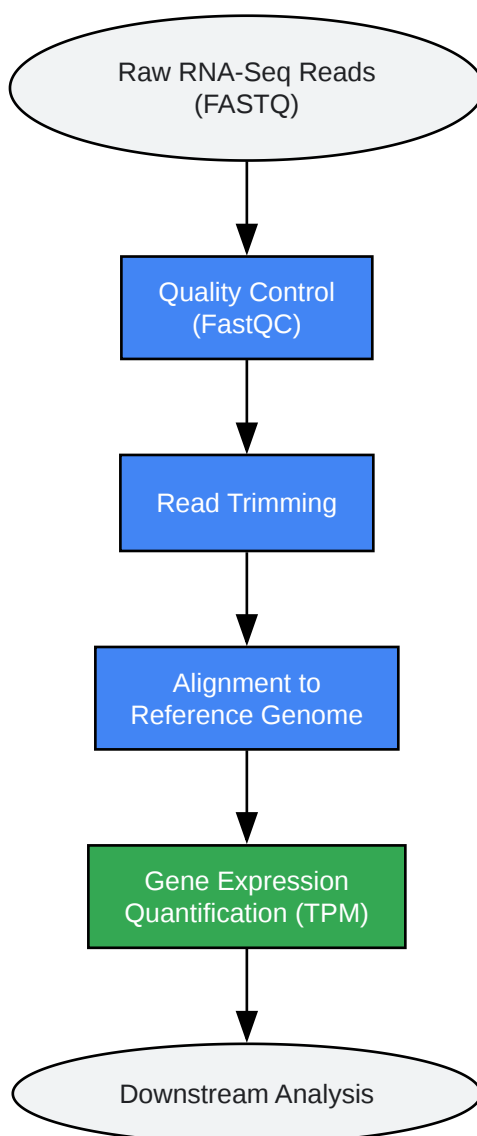 Raw RNA-Seq Reads
(FASTQ)
Quality Control
(FastQC)
Read Trimming
Alignment to
Reference Genome
Gene Expression
Quantification (TPM)
Downstream Analysis